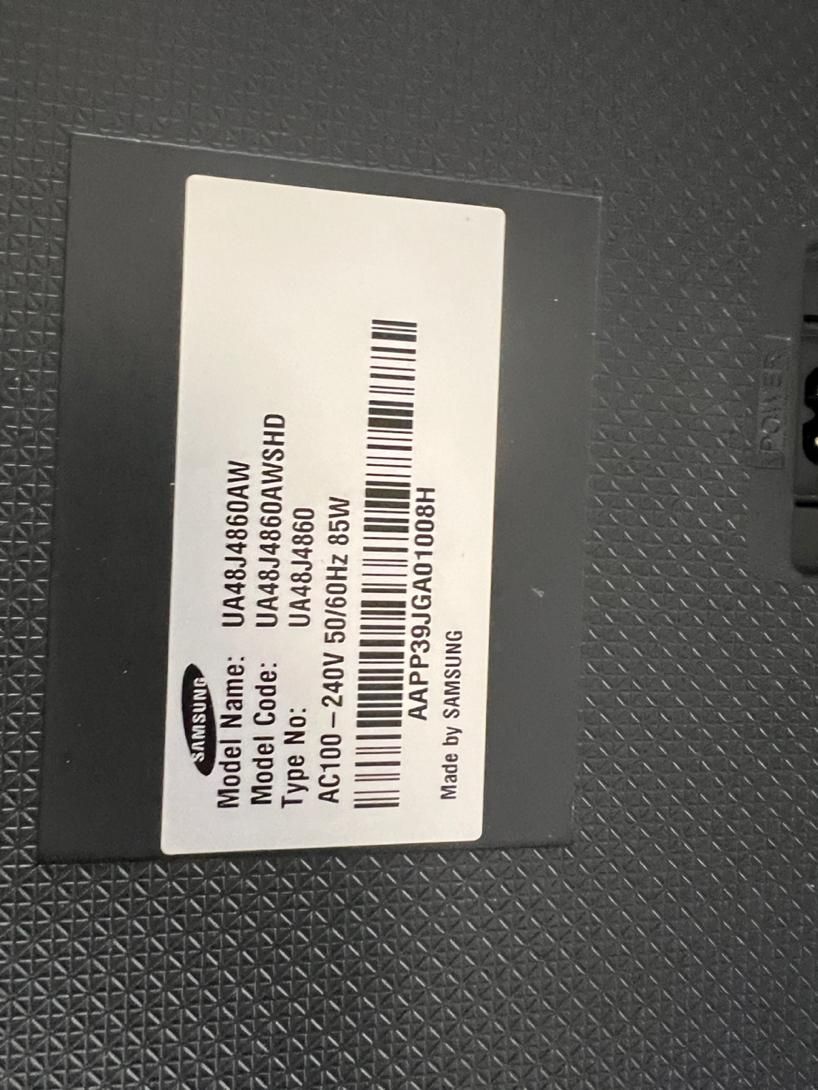 SAMSUNG
Model Name: UA48J4860AW
Model Code: UA48J4860AWSHD
Type No: UA48J4860
AC100–240V 50/60Hz 85W
AAPP39JGA01008H
Made by SAMSUNG
POWER